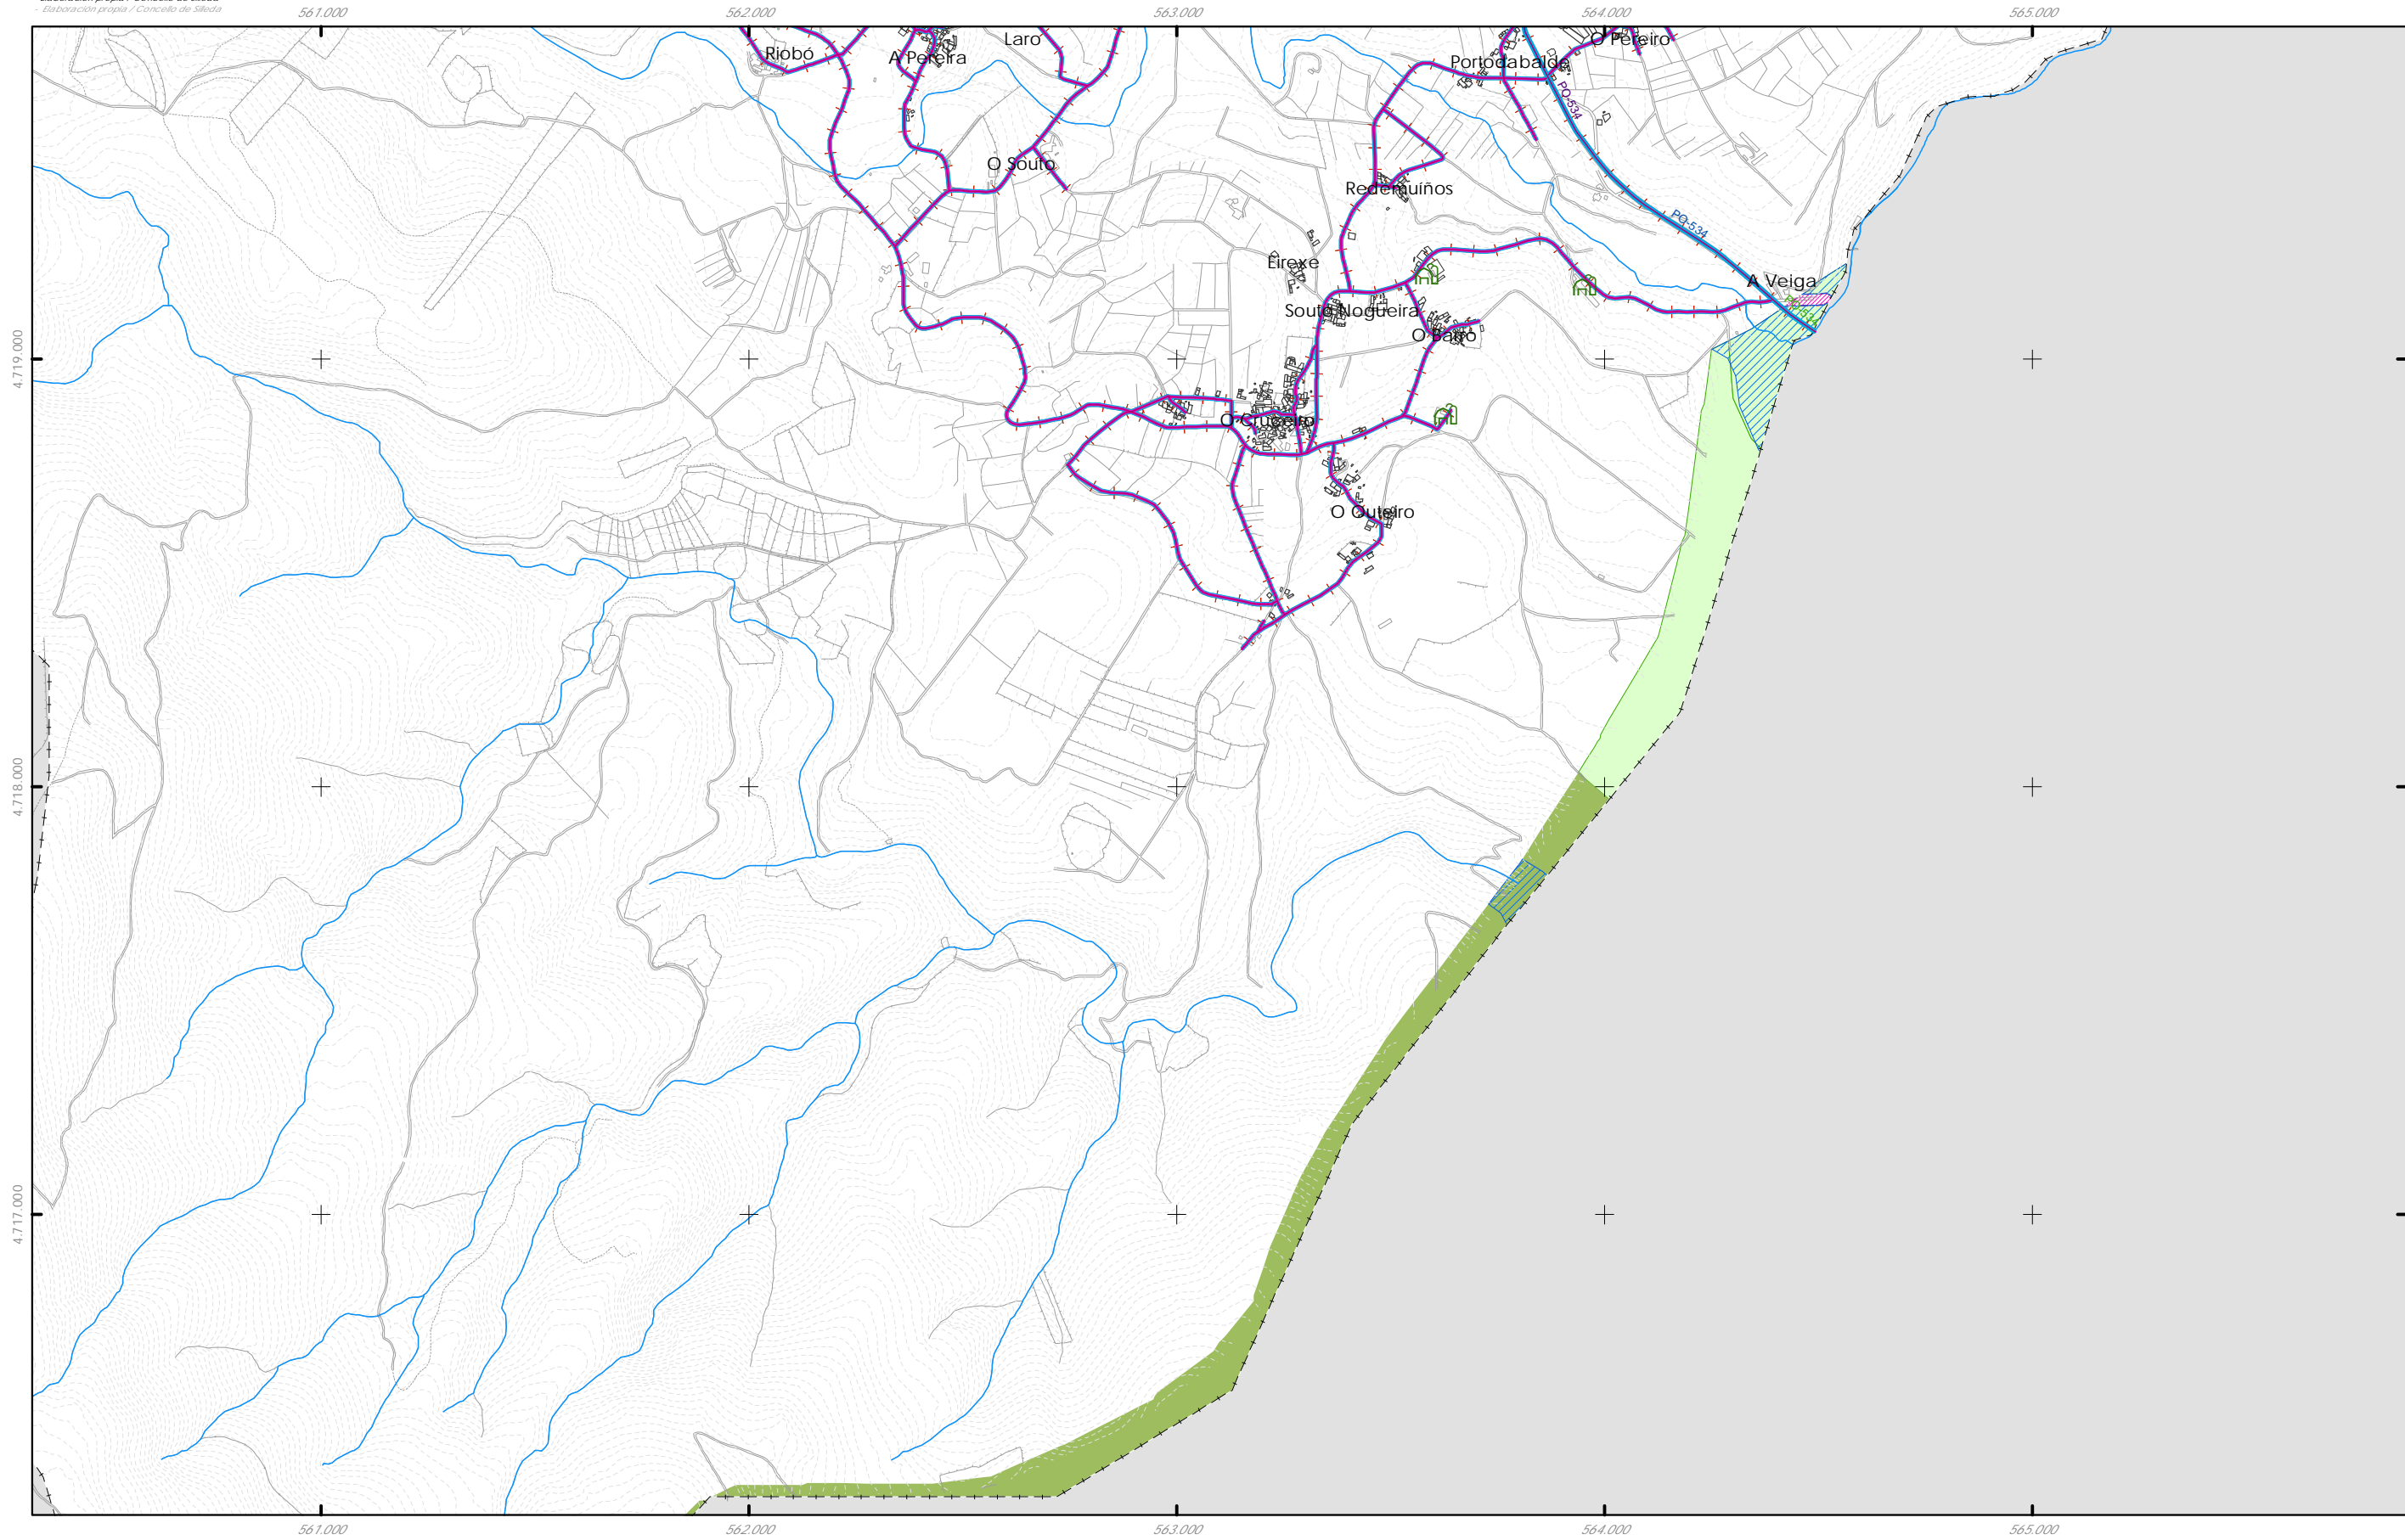 - Elaboración propia / Concello de Silleda
561.000 562.000 563.000 564.000 565.000
Riobó
A Pereira
Laro
O Pereiro
Portodabalde
PO-534
O Souto
Redemuíños
PO-534
Eirexe
A Veiga
Souto Nogueira
PO-534
O Barro
4.719.000
O Cruceiro
O Outeiro
4.718.000
4.717.000
561.000 562.000 563.000 564.000 565.000